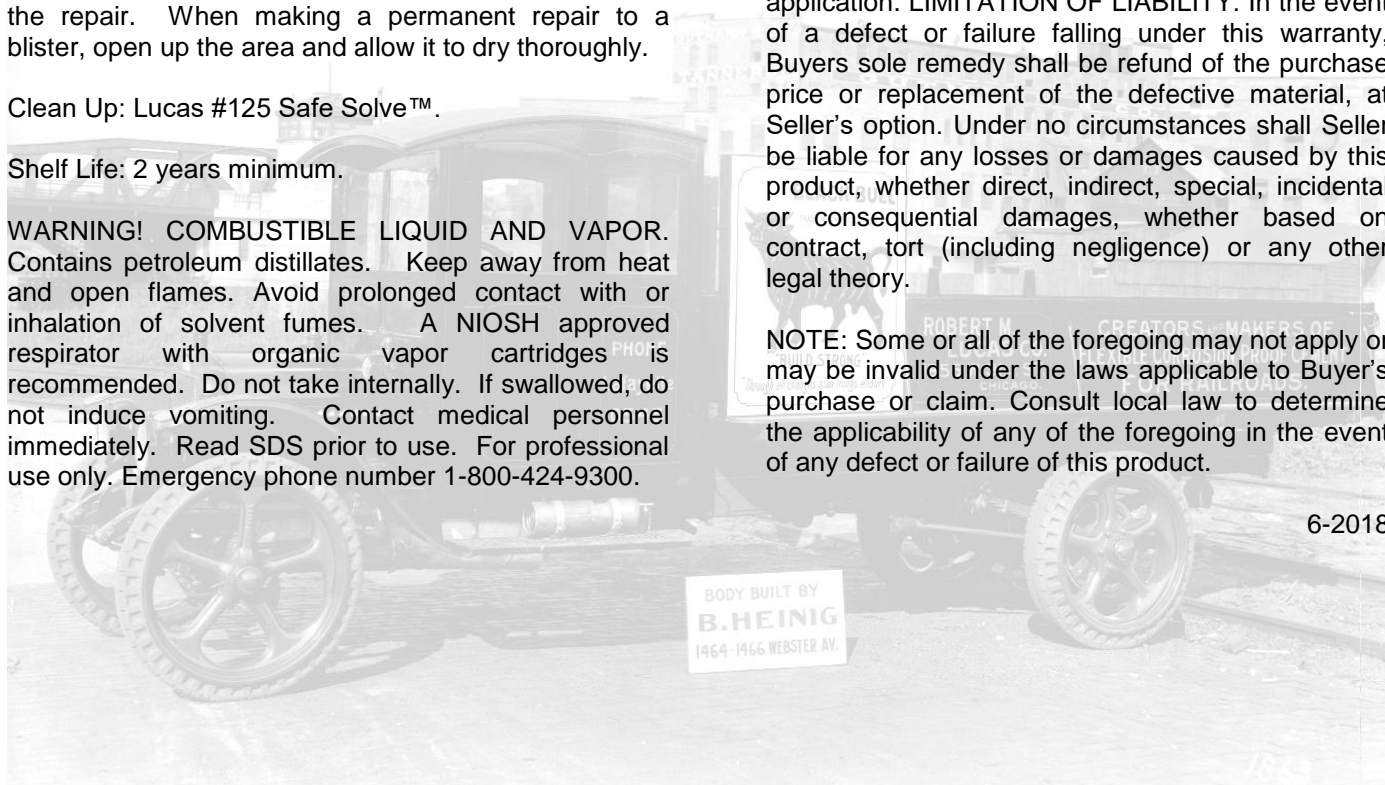 the repair. When making a permanent repair to a
blister, open up the area and allow it to dry thoroughly.
Clean Up: Lucas #125 Safe Solve™.
Shelf Life: 2 years minimum.
WARNING! COMBUSTIBLE LIQUID AND VAPOR.
Contains petroleum distillates. Keep away from heat
and open flames. Avoid prolonged contact with or
inhalation of solvent fumes. A NIOSH approved
respirator with organic vapor cartridges is
recommended. Do not take internally. If swallowed, do
not induce vomiting. Contact medical personnel
immediately. Read SDS prior to use. For professional
use only. Emergency phone number 1-800-424-9300.
application. LIMITATION OF LIABILITY. In the event
of a defect or failure falling under this warranty,
Buyers sole remedy shall be refund of the purchase
price or replacement of the defective material, at
Seller's option. Under no circumstances shall Seller
be liable for any losses or damages caused by this
product, whether direct, indirect, special, incidental
or consequential damages, whether based on
contract, tort (including negligence) or any other
legal theory.
NOTE: Some or all of the foregoing may not apply or
may be invalid under the laws applicable to Buyer's
purchase or claim. Consult local law to determine
the applicability of any of the foregoing in the event
of any defect or failure of this product.
6-2018
TANNER
PHONE
BULL
"BUILD STRONG"
ROBERT M.
LUCAS CO.
CHICAGO.
CREATORS AND MAKERS OF
FLEXIBLE CORROSION PROOF CEMENT
FOR RAILROADS.
BODY BUILT BY
B. HEINIG
1464-1466 WEBSTER AV.
1863